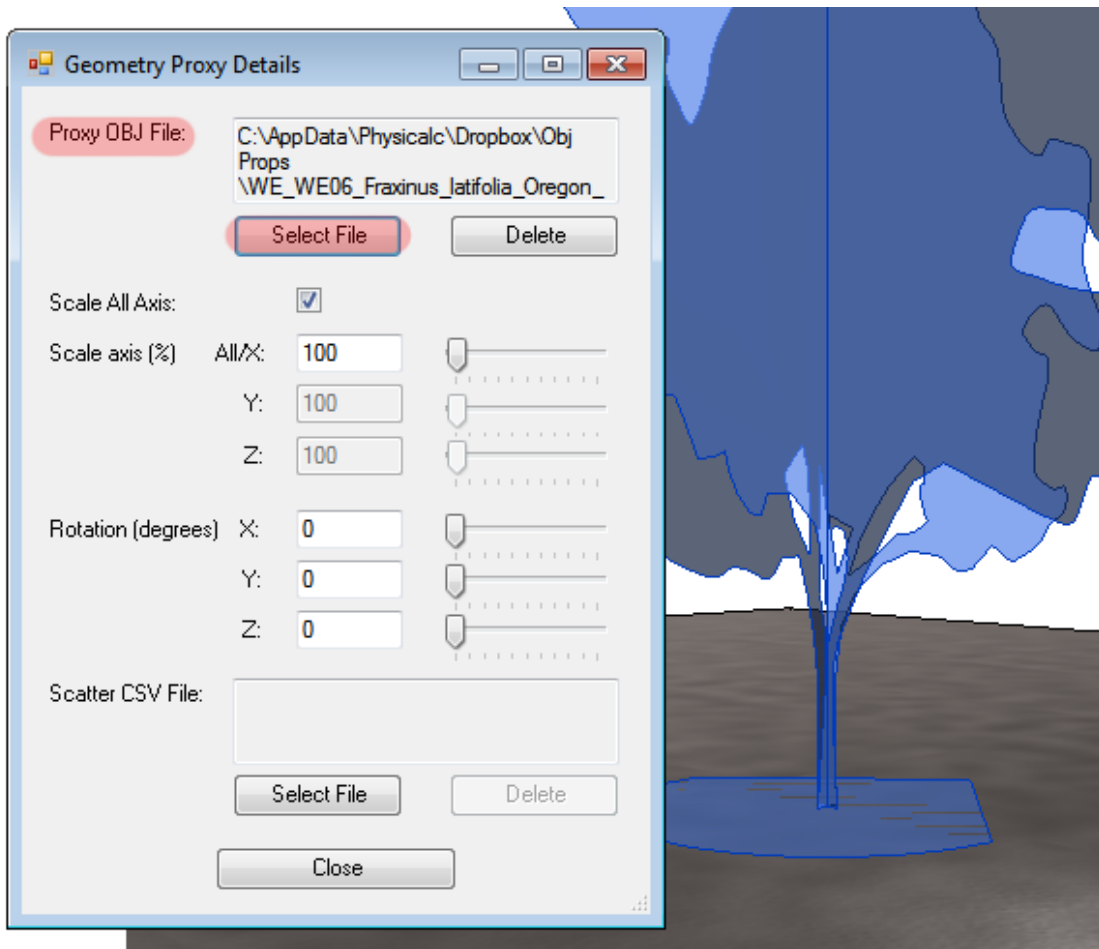 Geometry Proxy Details
Proxy OBJ File:
C:\AppData\Physicalc\Dropbox\Obj
Props
\WE_WE06_Fraxinus_latifolia_Oregon_
Select File Delete
Scale All Axis:
Scale axis (%) All/X: 100
Y: 100
Z: 100
Rotation (degrees) X: 0
Y: 0
Z: 0
Scatter CSV File:
Select File Delete
Close